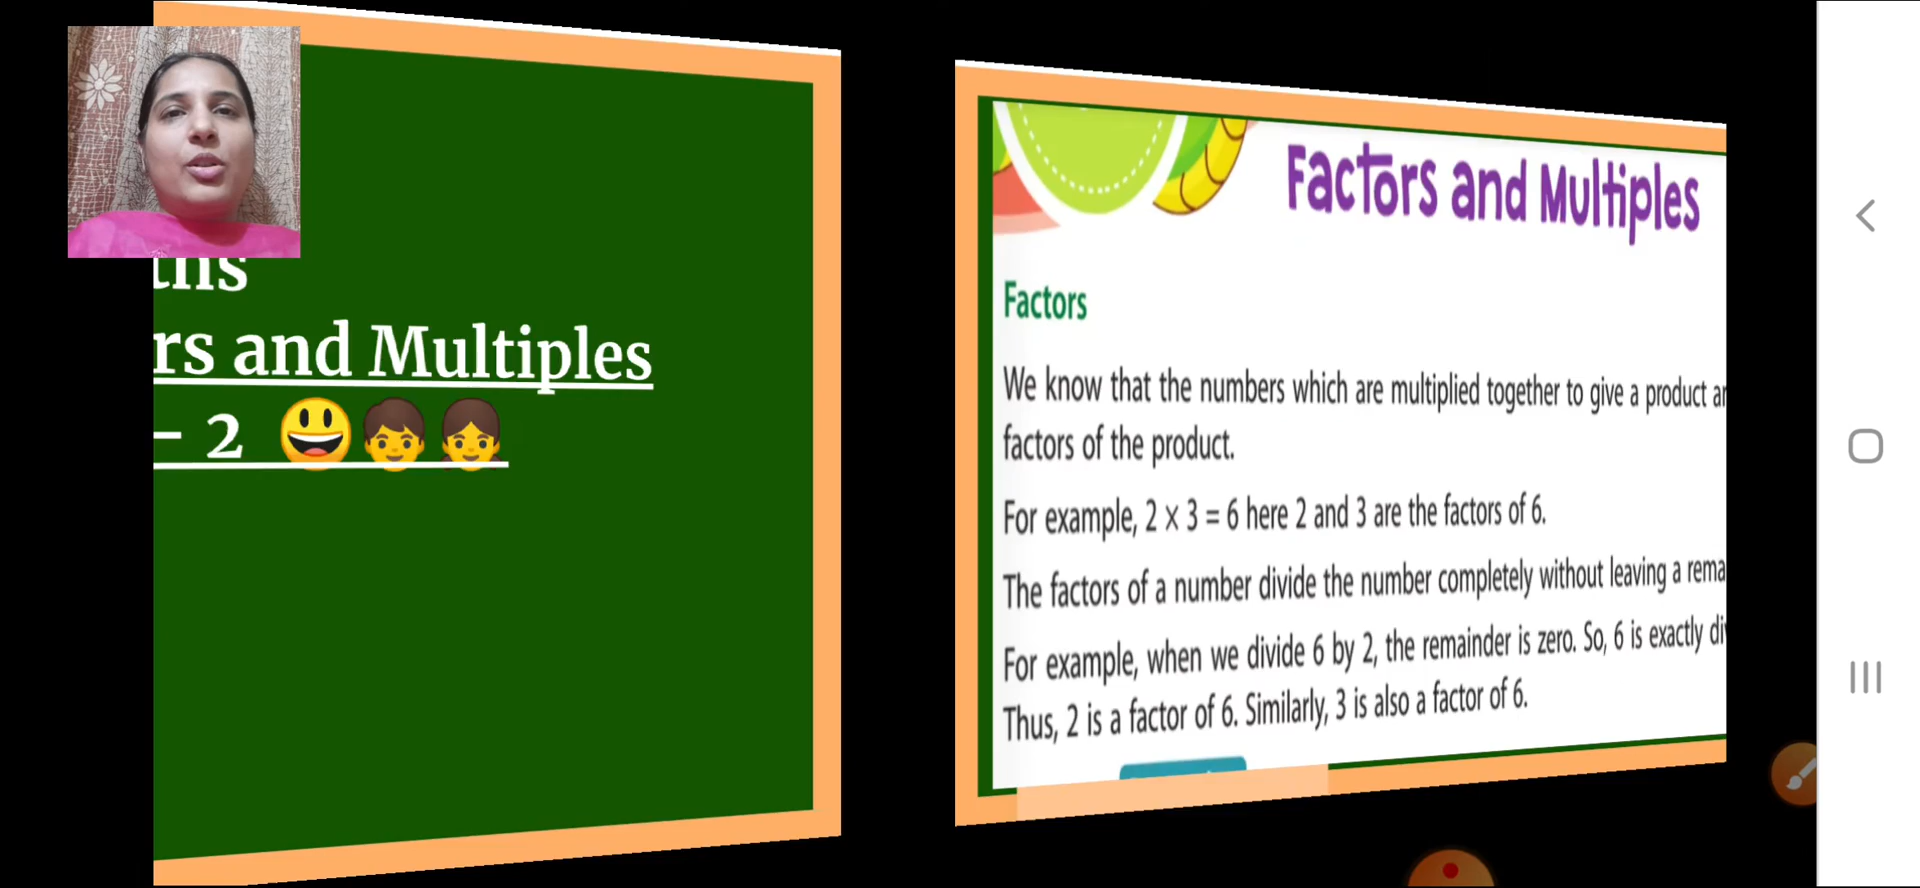 ths
rs and Multiples
– 2
Factors and Multiples
Factors
We know that the numbers which are multiplied together to give a product
factors of the product.
For example, 2 × 3 = 6 here 2 and 3 are the factors of 6.
The factors of a number divide the number completely without leaving a
For example, when we divide 6 by 2, the remainder is zero. So, 6 is exactly
Thus, 2 is a factor of 6. Similarly, 3 is also a factor of 6.